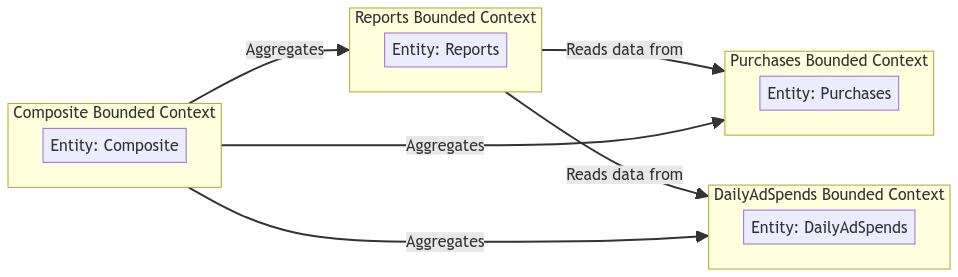 Composite Bounded Context
Entity: Composite
Aggregates
Aggregates
Aggregates
Reports Bounded Context
Entity: Reports
Reads data from
Reads data from
Purchases Bounded Context
Entity: Purchases
DailyAdSpends Bounded Context
Entity: DailyAdSpends